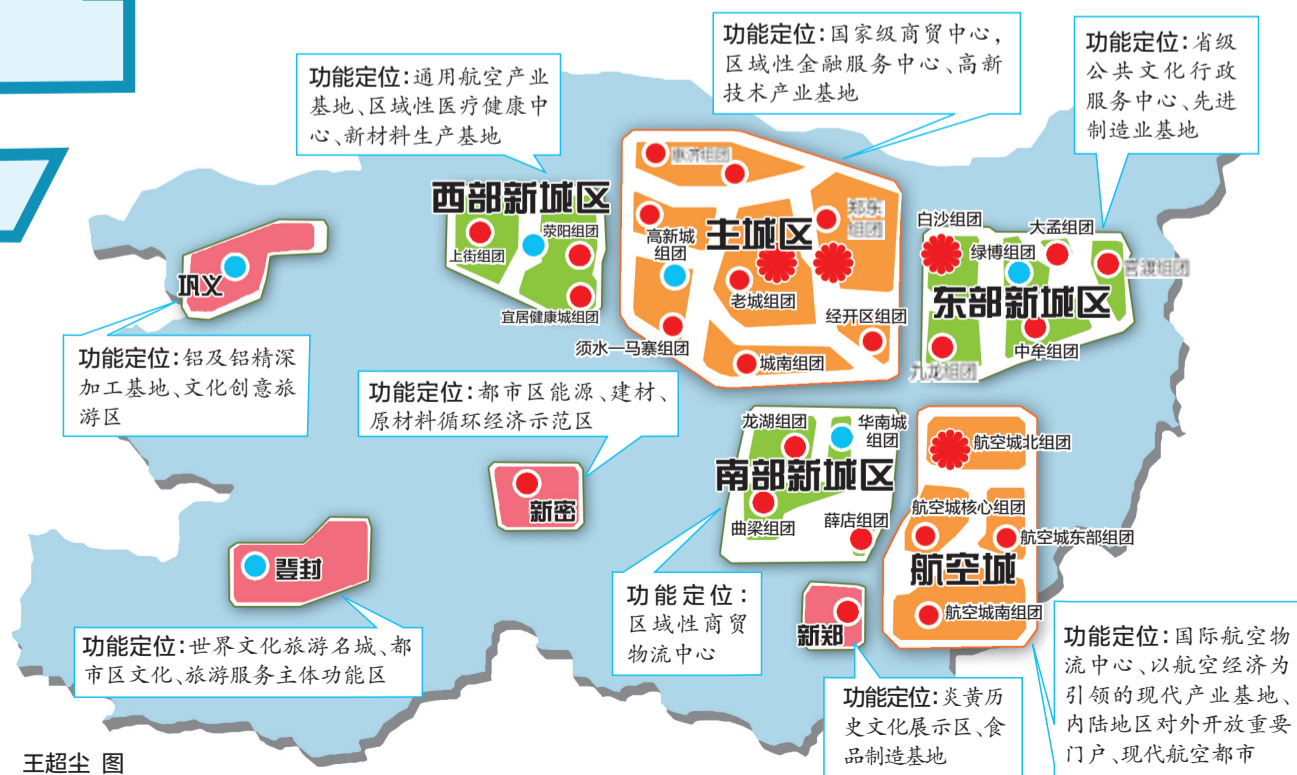 功能定位:国家级商贸中心,
区域性金融服务中心、高新
技术产业基地
功能定位:省级
公共文化行政
服务中心、先进
制造业基地
功能定位:通用航空产业
基地、区域性医疗健康中
心、新材料生产基地
西部新城区
上街组团
荥阳组团
宜居健康城组团
主城区
高新城
组团
老城组团
经开区组团
须水—马寨组团
城南组团
白沙组团
大孟组团
绿博组团
东部新城区
中牟组团
巩义
功能定位:铝及铝精深
加工基地、文化创意旅
游区
功能定位:都市区能源、建材、
原材料循环经济示范区
新密
龙湖组团
华南城
组团
南部新城区
曲梁组团
薛店组团
航空城北组团
航空城核心组团
航空城东部组团
航空城
航空城南组团
登封
功能定位:世界文化旅游名城、都
市区文化、旅游服务主体功能区
功能定位:
区域性商贸
物流中心
新郑
功能定位:炎黄历
史文化展示区、食
品制造基地
功能定位:国际航空物
流中心、以航空经济为
引领的现代产业基地、
内陆地区对外开放重要
门户、现代航空都市
王超尘 图